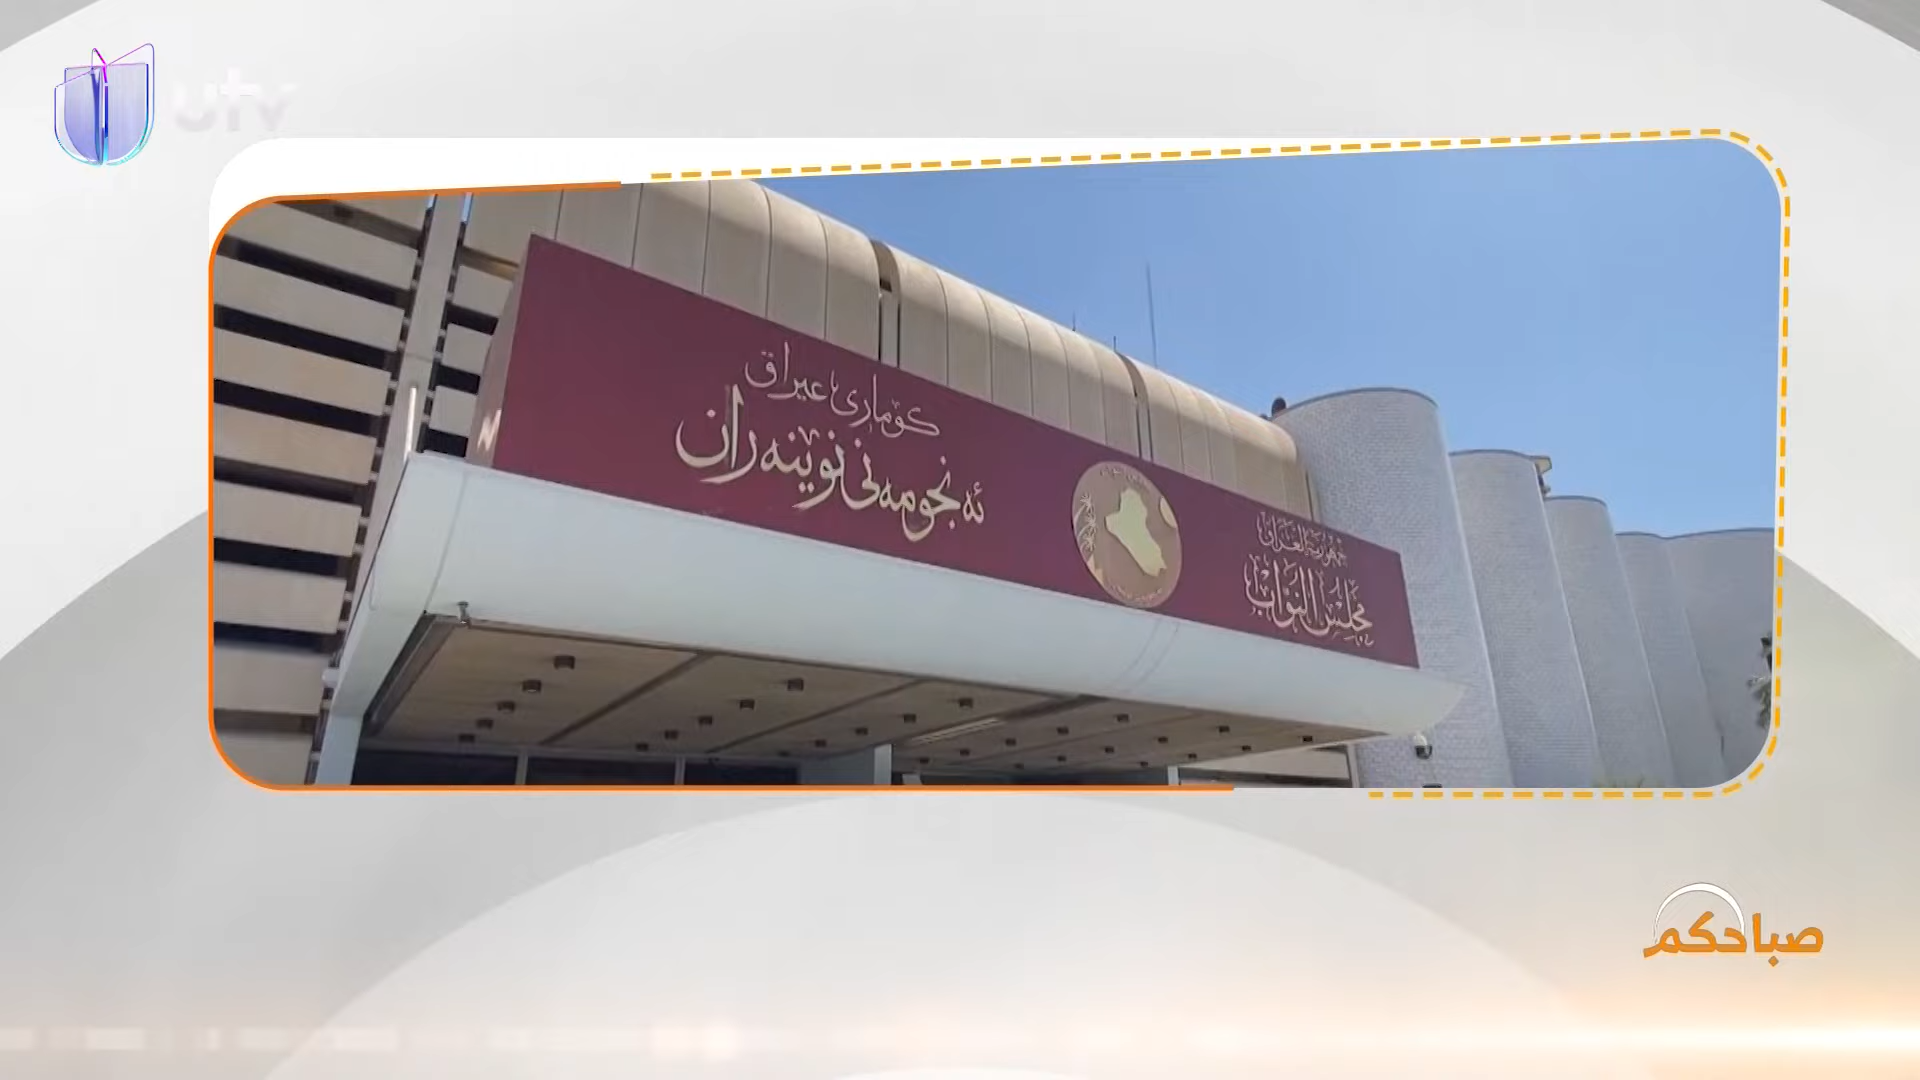 utv
کۆماری عیراق
ئەنجومەنی نوێنەران
جمهورية العراق
مجلس النواب
صباحكم